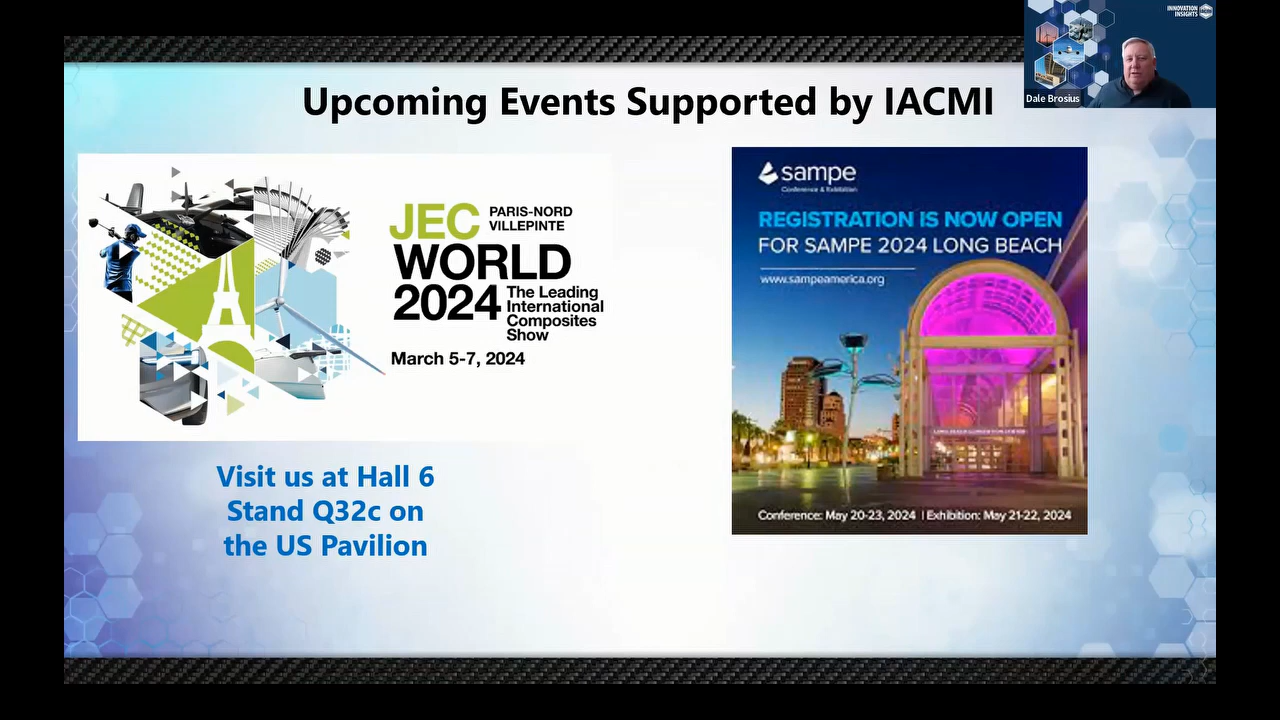 INNOVATION
INSIGHTS
Dale Brosius
Upcoming Events Supported by IACMI
JEC PARIS-NORD
VILLEPINTE
WORLD
2024 The Leading
International
Composites
Show
March 5-7, 2024
Visit us at Hall 6
Stand Q32c on
the US Pavilion
sampe
Conference & Exhibition
REGISTRATION IS NOW OPEN
FOR SAMPE 2024 LONG BEACH
www.sampeamerica.org
Conference: May 20-23, 2024 | Exhibition: May 21-22, 2024